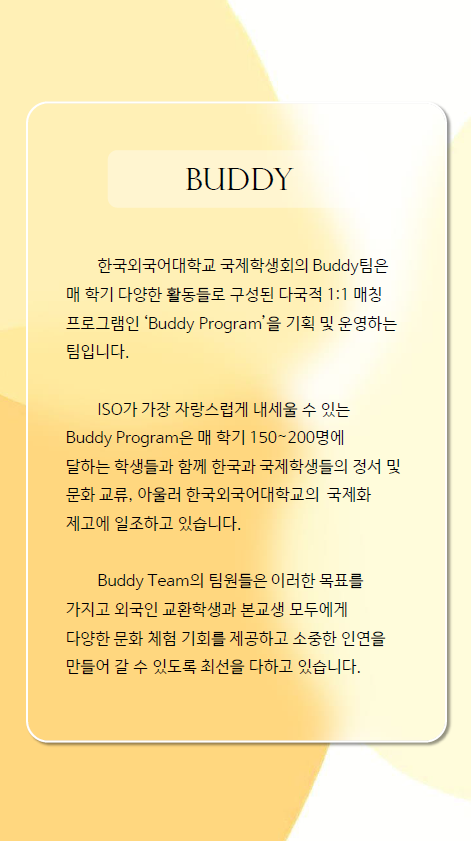 BUDDY
한국외국어대학교 국제학생회의 Buddy팀은
매 학기 다양한 활동들로 구성된 다국적 1:1 매칭
프로그램인 ‘Buddy Program’을 기획 및 운영하는
팀입니다.
ISO가 가장 자랑스럽게 내세울 수 있는
Buddy Program은 매 학기 150~200명에
달하는 학생들과 함께 한국과 국제학생들의 정서 및
문화 교류, 아울러 한국외국어대학교의 국제화
제고에 일조하고 있습니다.
Buddy Team의 팀원들은 이러한 목표를
가지고 외국인 교환학생과 본교생 모두에게
다양한 문화 체험 기회를 제공하고 소중한 인연을
만들어 갈 수 있도록 최선을 다하고 있습니다.